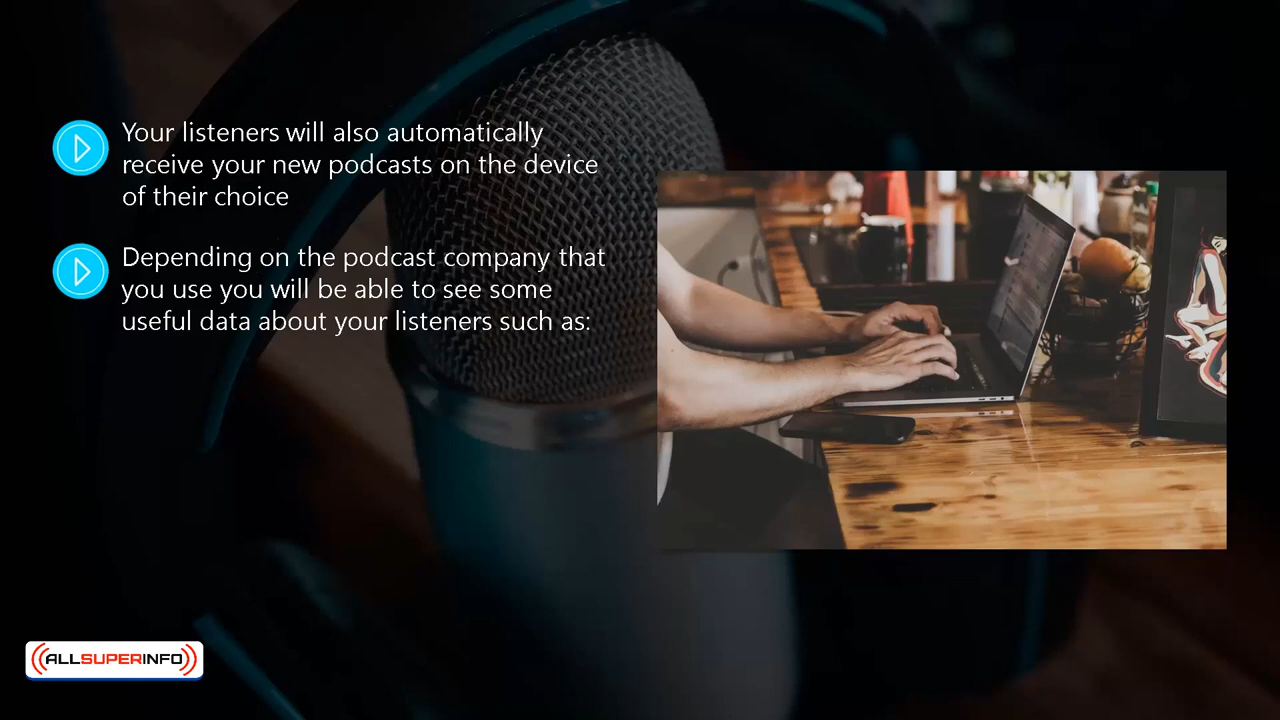 Your listeners will also automatically
receive your new podcasts on the device
of their choice
Depending on the podcast company that
you use you will be able to see some
useful data about your listeners such as:
ALLSUPERINFO